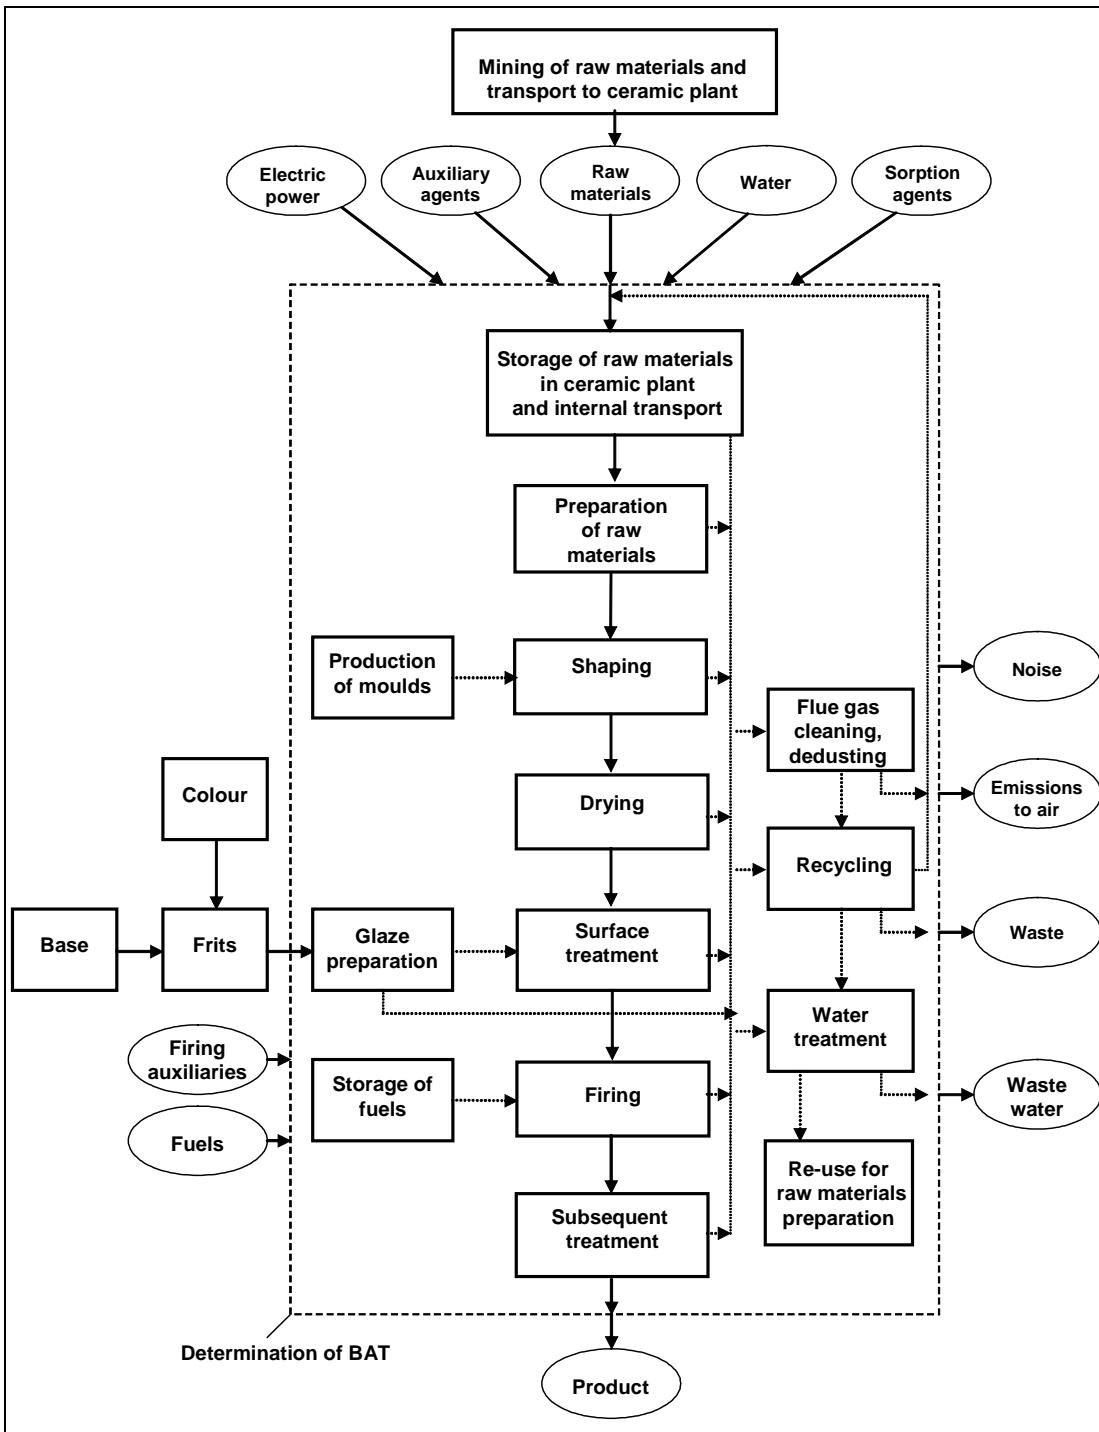 Mining of raw materials and
transport to ceramic plant
Electric
power
Auxiliary
agents
Raw
materials
Water
Sorption
agents
Storage of raw materials
in ceramic plant
and internal transport
Preparation
of raw
materials
Production
of moulds
Shaping
Noise
Flue gas
cleaning,
dedusting
Colour
Drying
Emissions
to air
Recycling
Base
Frits
Glaze
preparation
Surface
treatment
Waste
Water
treatment
Firing
auxiliaries
Storage of
fuels
Firing
Waste
water
Fuels
Re-use for
raw materials
preparation
Subsequent
treatment
Determination of BAT
Product